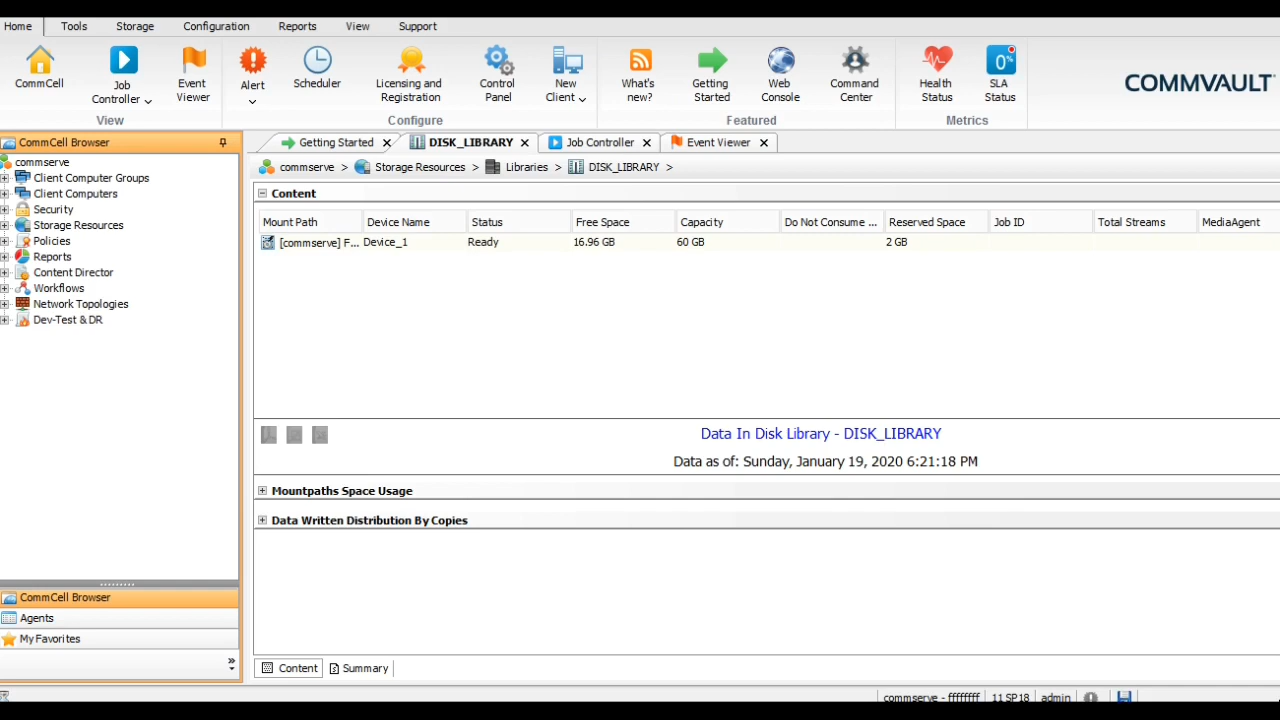 Home Tools Storage Configuration Reports View Support
CommCell
Job Controller
Event Viewer
View
Alert
Scheduler
Licensing and Registration
Control Panel
New Client
Configure
What's new?
Getting Started
Web Console
Command Center
Featured
Health Status
0%
SLA Status
Metrics
COMMVAULT
CommCell Browser
commserve
Client Computer Groups
Client Computers
Security
Storage Resources
Policies
Reports
Content Director
Workflows
Network Topologies
Dev-Test & DR
CommCell Browser
Agents
My Favorites
»
Getting Started DISK_LIBRARY Job Controller Event Viewer
commserve > Storage Resources > Libraries > DISK_LIBRARY >
Content
Mount Path Device Name Status Free Space Capacity Do Not Consume ... Reserved Space Job ID Total Streams MediaAgent
[commserve] F... Device_1 Ready 16.96 GB 60 GB 2 GB
Data In Disk Library - DISK_LIBRARY
Data as of: Sunday, January 19, 2020 6:21:18 PM
Mountpaths Space Usage
Data Written Distribution By Copies
Content Summary
commserve - ffffffff 11 SP18 admin